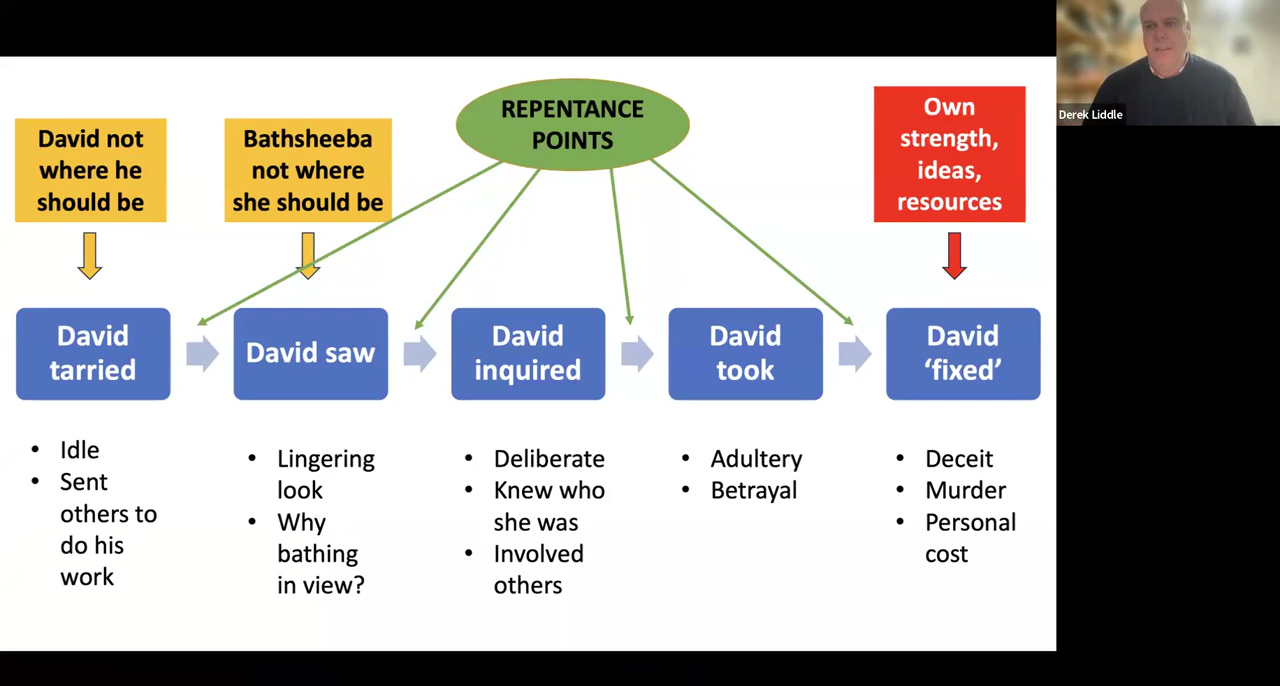 David not
where he
should be
Bathsheeba
not where
she should be
REPENTANCE
POINTS
Own
strength,
ideas,
resources
Derek Liddle
David
tarried
David saw
David
inquired
David
took
David
‘fixed’
• Idle
• Sent
others to
do his
work
• Lingering
look
• Why
bathing
in view?
• Deliberate
• Knew who
she was
• Involved
others
• Adultery
• Betrayal
• Deceit
• Murder
• Personal
cost